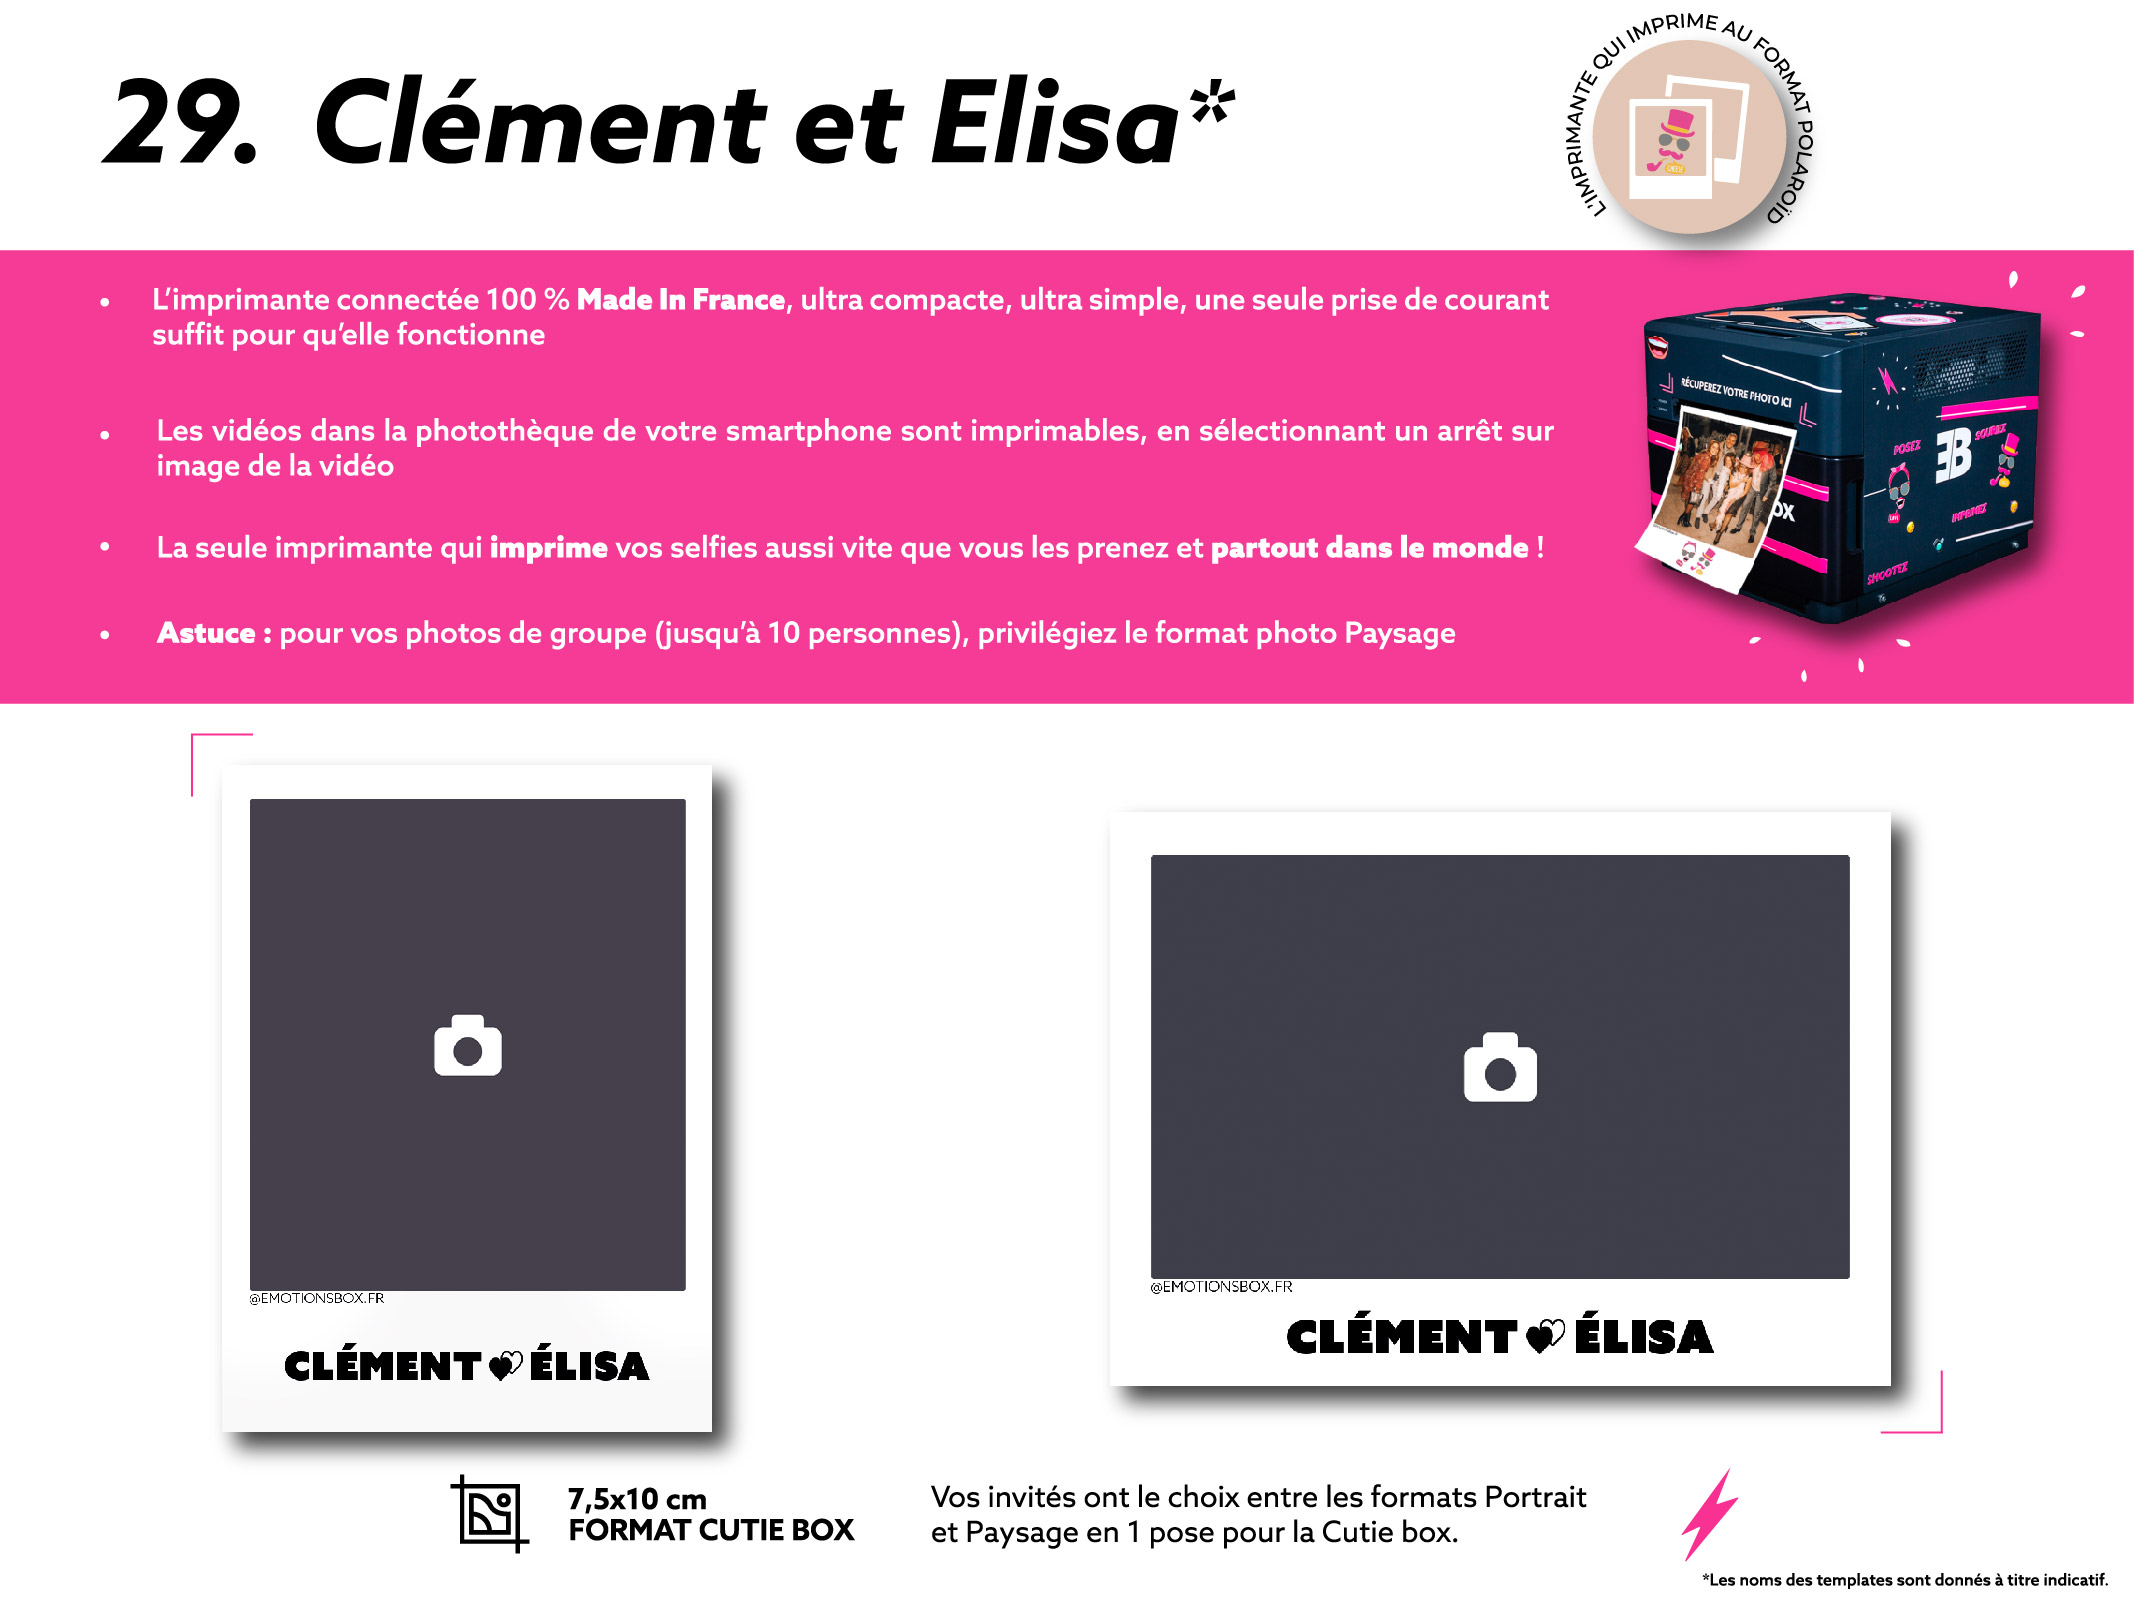 29. Clément et Elisa*
L'IMPRIMANTE QUI IMPRIME AU FORMAT POLAROÏD
• L'imprimante connectée 100 % Made In France, ultra compacte, ultra simple, une seule prise de courant
suffit pour qu'elle fonctionne
• Les vidéos dans la photothèque de votre smartphone sont imprimables, en sélectionnant un arrêt sur
image de la vidéo
• La seule imprimante qui imprime vos selfies aussi vite que vous les prenez et partout dans le monde !
• Astuce : pour vos photos de groupe (jusqu'à 10 personnes), privilégiez le format photo Paysage
RÉCUPEREZ VOTRE PHOTO ICI
POSEZ
SOURIEZ
IMPRIMEZ
SHOOTEZ
OX
@EMOTIONSBOX.FR
CLÉMENT ÉLISA
@EMOTIONSBOX.FR
CLÉMENT ÉLISA
7,5x10 cm
FORMAT CUTIE BOX
Vos invités ont le choix entre les formats Portrait
et Paysage en 1 pose pour la Cutie box.
*Les noms des templates sont donnés à titre indicatif.